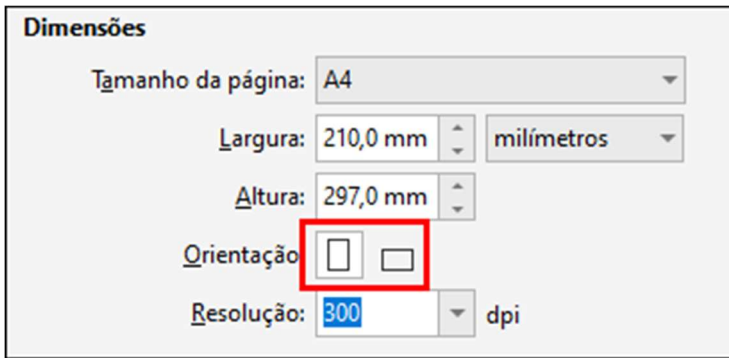 Dimensões
Tamanho da página: A4
Largura: 210,0 mm milímetros
Altura: 297,0 mm
Orientação
Resolução: 300 dpi